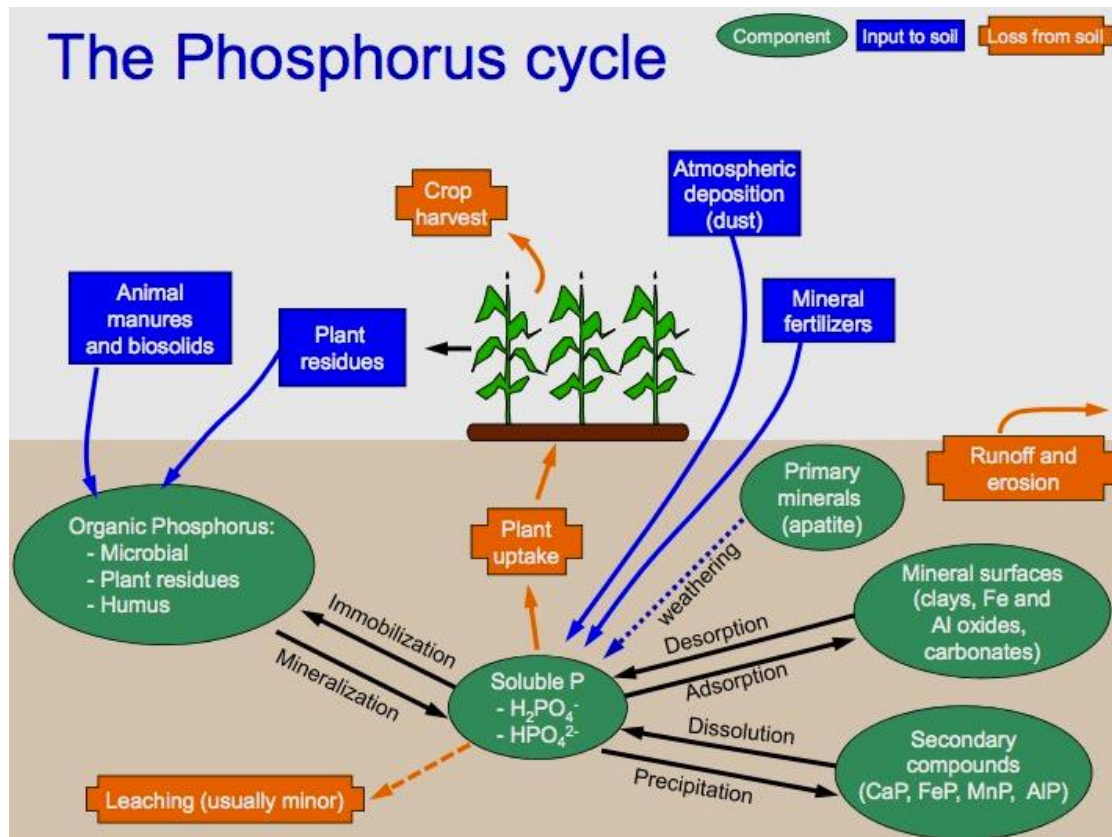 The Phosphorus cycle
Component
Input to soil
Loss from soil
Crop
harvest
Atmospheric
deposition
(dust)
Animal
manures
and biosolids
Plant
residues
Mineral
fertilizers
Runoff and
erosion
Primary
minerals
(apatite)
Organic Phosphorus:
- Microbial
- Plant residues
- Humus
Plant
uptake
weathering
Mineral surfaces
(clays, Fe and
Al oxides,
carbonates)
Immobilization
Mineralization
Desorption
Adsorption
Soluble P
- H₂PO₄⁻
- HPO₄²⁻
Dissolution
Precipitation
Secondary
compounds
(CaP, FeP, MnP, AlP)
Leaching (usually minor)